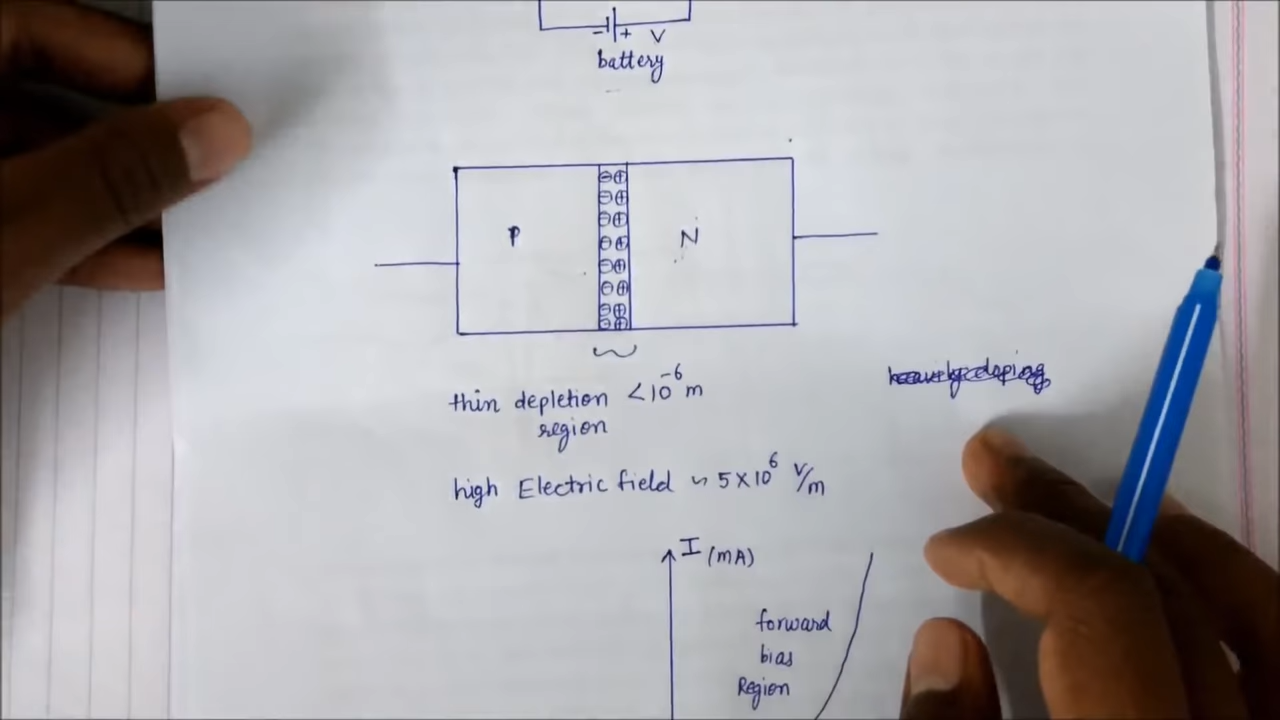 - + V
battery
P N
thin depletion <10⁻⁶ m
region
high Electric field ~ 5×10⁶ V/m
I (mA)
forward
bias
Region